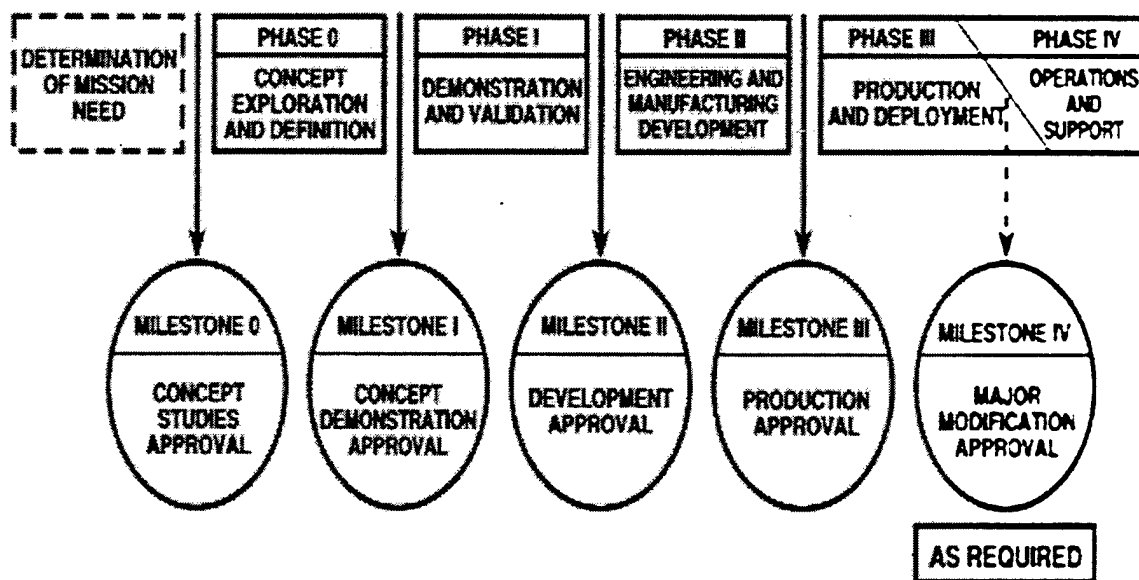 DETERMINATION
OF MISSION
NEED
PHASE 0
CONCEPT
EXPLORATION
AND DEFINITION
PHASE I
DEMONSTRATION
AND VALIDATION
PHASE II
ENGINEERING AND
MANUFACTURING
DEVELOPMENT
PHASE III
PRODUCTION
AND DEPLOYMENT
PHASE IV
OPERATIONS
AND
SUPPORT
MILESTONE 0
CONCEPT
STUDIES
APPROVAL
MILESTONE I
CONCEPT
DEMONSTRATION
APPROVAL
MILESTONE II
DEVELOPMENT
APPROVAL
MILESTONE III
PRODUCTION
APPROVAL
MILESTONE IV
MAJOR
MODIFICATION
APPROVAL
AS REQUIRED